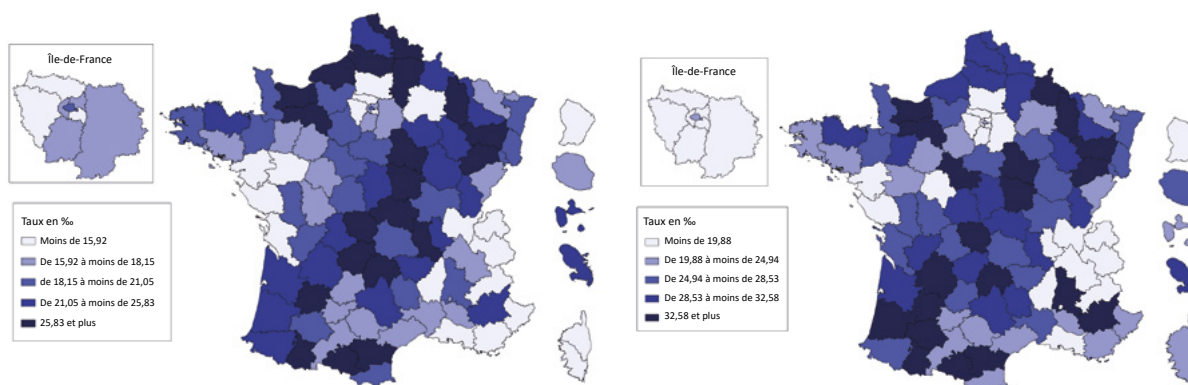 Île-de-France
Taux en ‰
Moins de 15,92
De 15,92 à moins de 18,15
de 18,15 à moins de 21,05
De 21,05 à moins de 25,83
25,83 et plus
Île-de-France
Taux en ‰
Moins de 19,88
De 19,88 à moins de 24,94
De 24,94 à moins de 28,53
De 28,53 à moins de 32,58
32,58 et plus